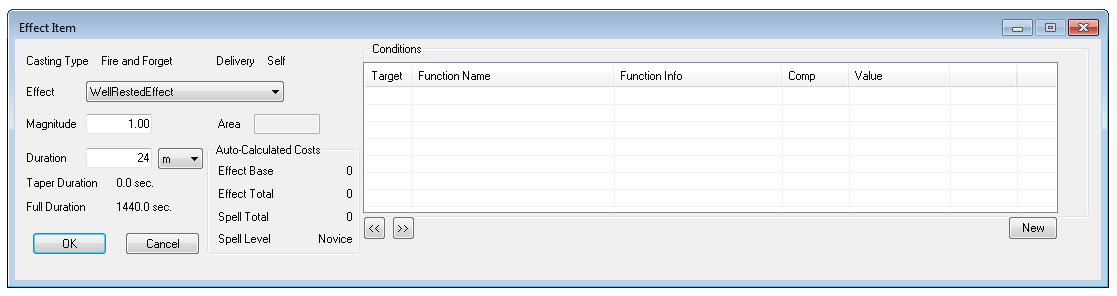 Effect Item
Conditions
Casting Type Fire and Forget Delivery Self
Target Function Name Function Info Comp Value
Effect WellRestedEffect
Magnitude 1.00 Area
Duration 24 m
Auto-Calculated Costs
Effect Base 0
Taper Duration 0.0 sec.
Effect Total 0
Full Duration 1440.0 sec.
Spell Total 0
<< >> New
Spell Level Novice
OK Cancel